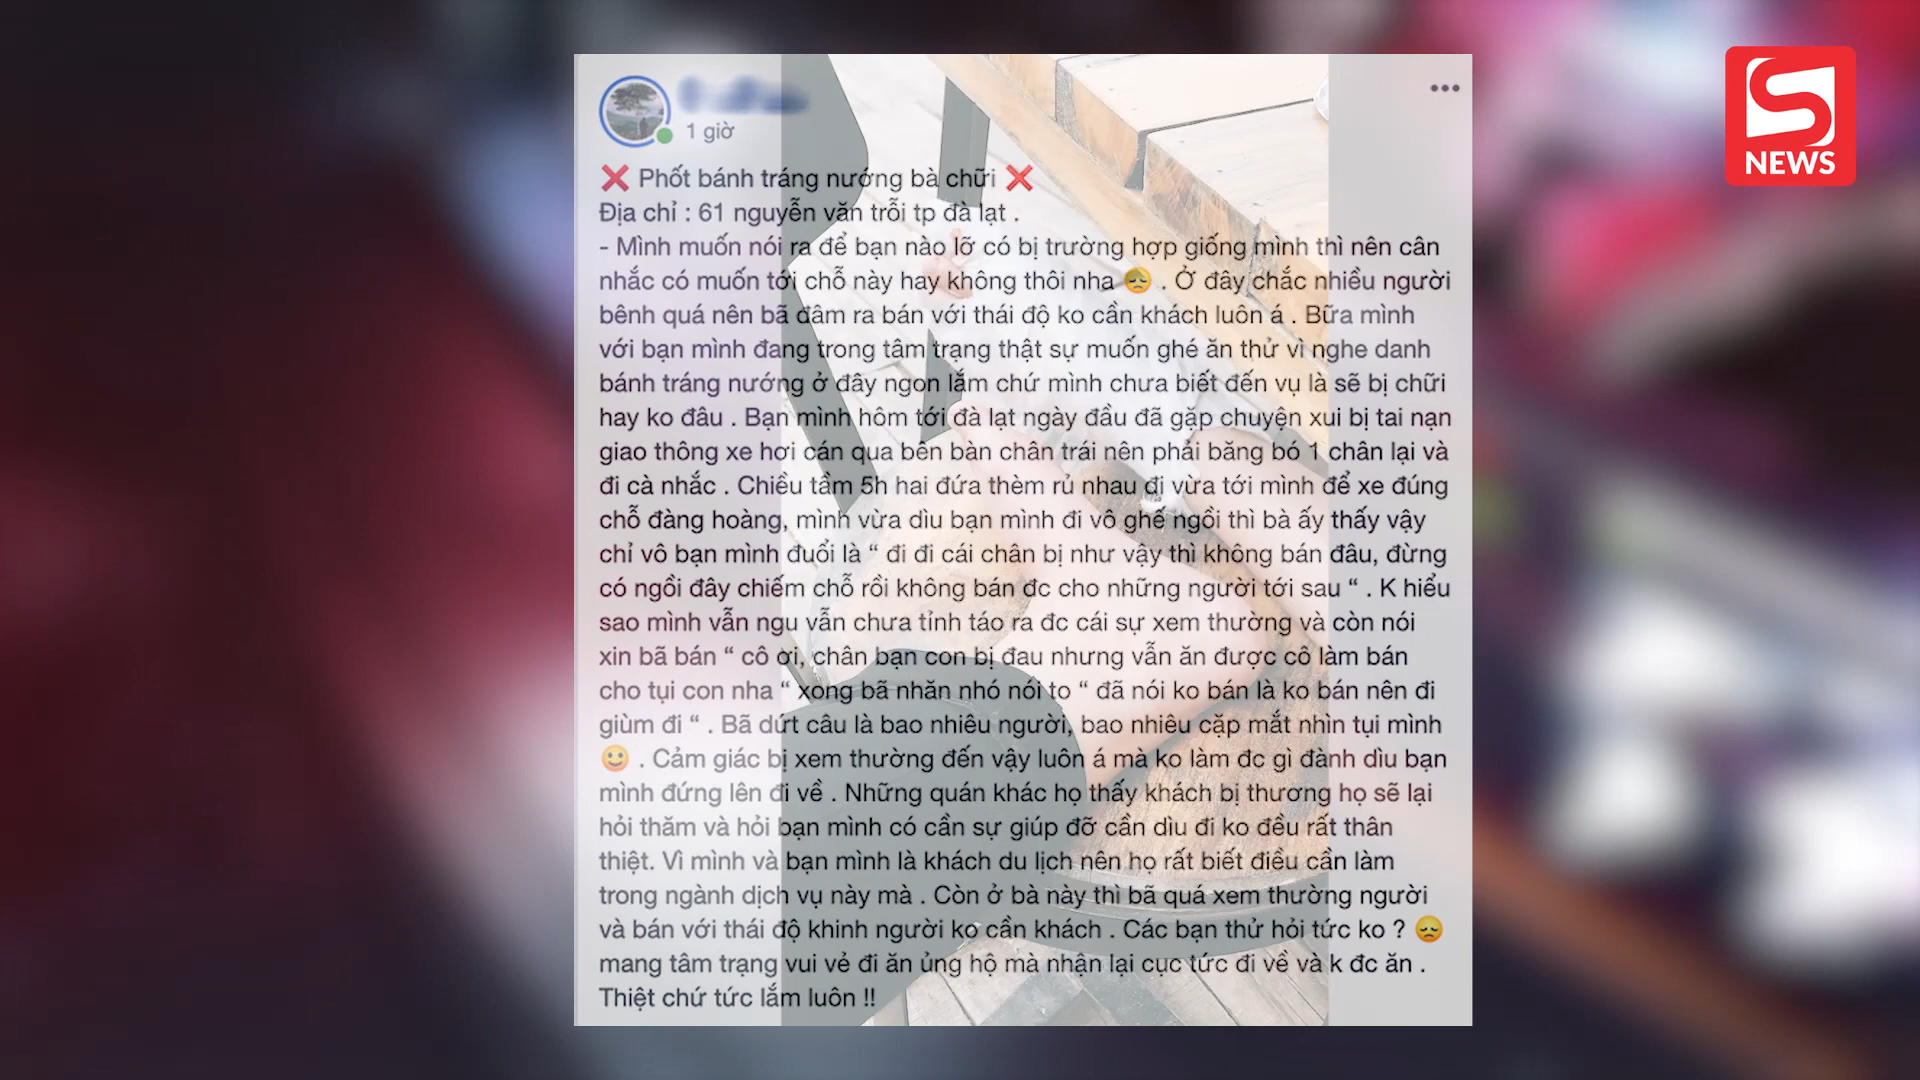 S
NEWS
1 giờ
❌ Phốt bánh tráng nướng bà chữi ❌
Địa chỉ : 61 nguyễn văn trỗi tp đà lạt .
- Mình muốn nói ra để bạn nào lỡ có bị trường hợp giống mình thì nên cân
nhắc có muốn tới chỗ này hay không thôi nha 😥 . Ở đây chắc nhiều người
bênh quá nên bã đâm ra bán với thái độ ko cần khách luôn á . Bữa mình
với bạn mình đang trong tâm trạng thật sự muốn ghé ăn thử vì nghe danh
bánh tráng nướng ở đây ngon lắm chứ mình chưa biết đến vụ là sẽ bị chữi
hay ko đâu . Bạn mình hôm tới đà lạt ngày đầu đã gặp chuyện xui bị tai nạn
giao thông xe hơi cán qua bên bàn chân trái nên phải băng bó 1 chân lại và
đi cà nhắc . Chiều tầm 5h hai đứa thèm rủ nhau đi vừa tới mình để xe đúng
chỗ đàng hoàng, mình vừa dìu bạn mình đi vô ghế ngồi thì bà ấy thấy vậy
chỉ vô bạn mình đuổi là “ đi đi cái chân bị như vậy thì không bán đâu, đừng
có ngồi đây chiếm chỗ rồi không bán đc cho những người tới sau “ . K hiểu
sao mình vẫn ngu vẫn chưa tỉnh táo ra đc cái sự xem thường và còn nói
xin bã bán “ cô ơi, chân bạn con bị đau nhưng vẫn ăn được cô làm bán
cho tụi con nha “ xong bã nhăn nhó nói to “ đã nói ko bán là ko bán nên đi
giùm đi “ . Bã dứt câu là bao nhiêu người, bao nhiêu cặp mắt nhìn tụi mình
🙂 . Cảm giác bị xem thường đến vậy luôn á mà ko làm đc gì đành dìu bạn
mình đứng lên đi về . Những quán khác họ thấy khách bị thương họ sẽ lại
hỏi thăm và hỏi bạn mình có cần sự giúp đỡ cần dìu đi ko đều rất thân
thiệt. Vì mình và bạn mình là khách du lịch nên họ rất biết điều cần làm
trong ngành dịch vụ này mà . Còn ở bà này thì bã quá xem thường người
và bán với thái độ khinh người ko cần khách . Các bạn thử hỏi tức ko ? 😞
mang tâm trạng vui vẻ đi ăn ủng hộ mà nhận lại cục tức đi về và k đc ăn .
Thiệt chứ tức lắm luôn !!